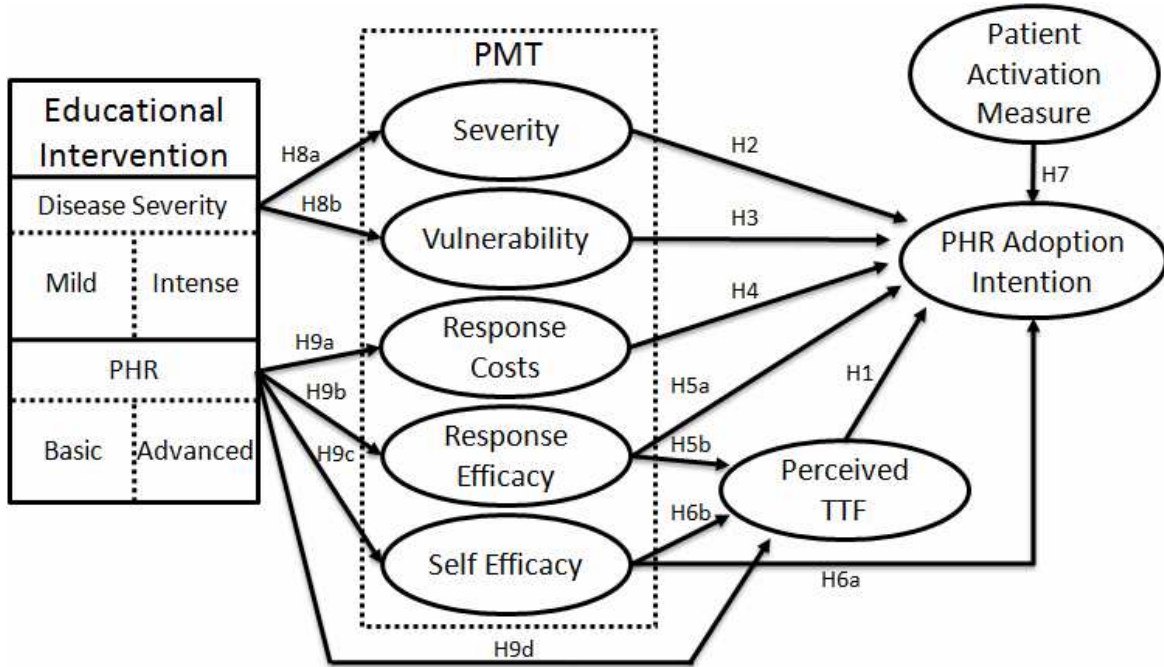 PMT
Patient
Activation
Measure
Educational
Intervention
Severity
H8a
H2
H7
Disease Severity
H8b
Vulnerability
H3
PHR Adoption
Intention
Mild
Intense
H4
H9a
Response
Costs
PHR
H9b
H5a
H1
Basic
Advanced
H9c
Response
Efficacy
H5b
Perceived
TTF
H6b
Self Efficacy
H6a
H9d